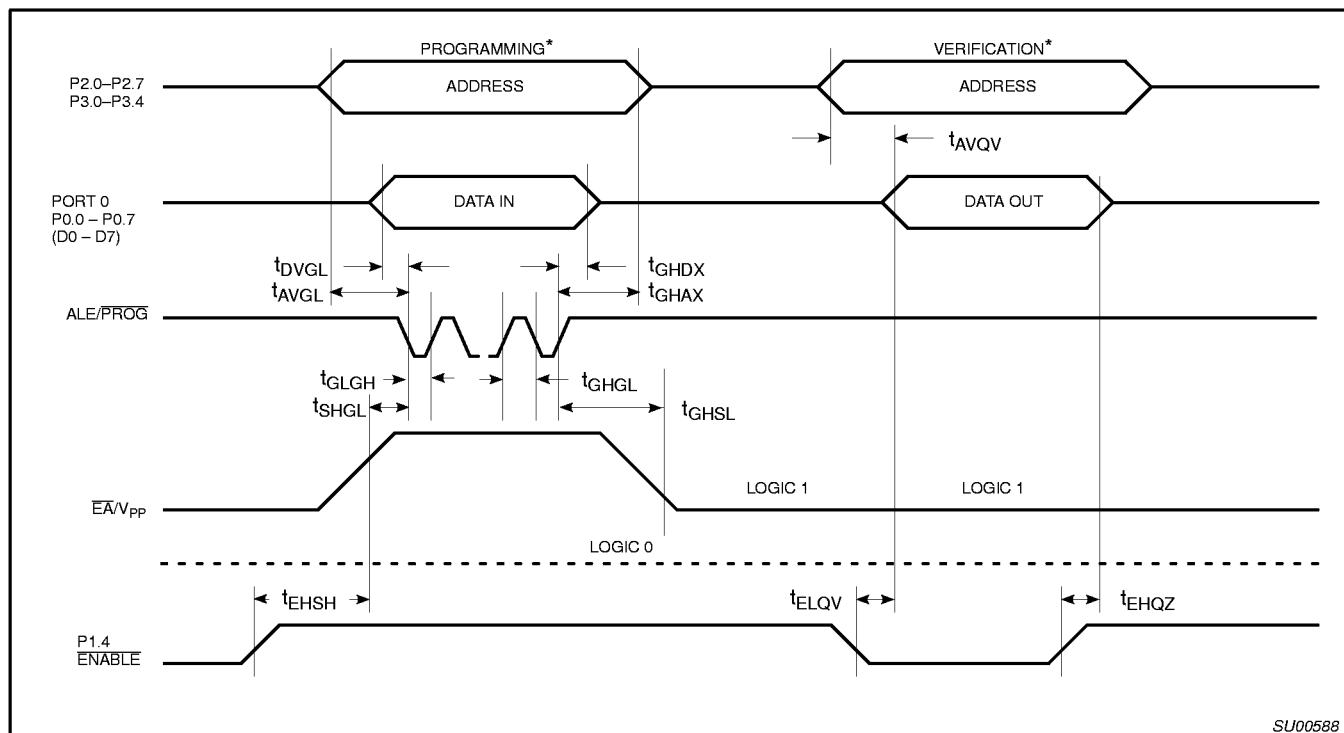 PROGRAMMING*
VERIFICATION*
P2.0–P2.7
P3.0–P3.4
ADDRESS
ADDRESS
tAVQV
PORT 0
P0.0 – P0.7
(D0 – D7)
DATA IN
DATA OUT
tDVGL
tGHDX
tAVGL
tGHAX
ALE/PROG
tGLGH
tGHGL
tSHGL
tGHSL
EA/VPP
LOGIC 1
LOGIC 1
LOGIC 0
tEHSH
tELQV
tEHQZ
P1.4
ENABLE
SU00588